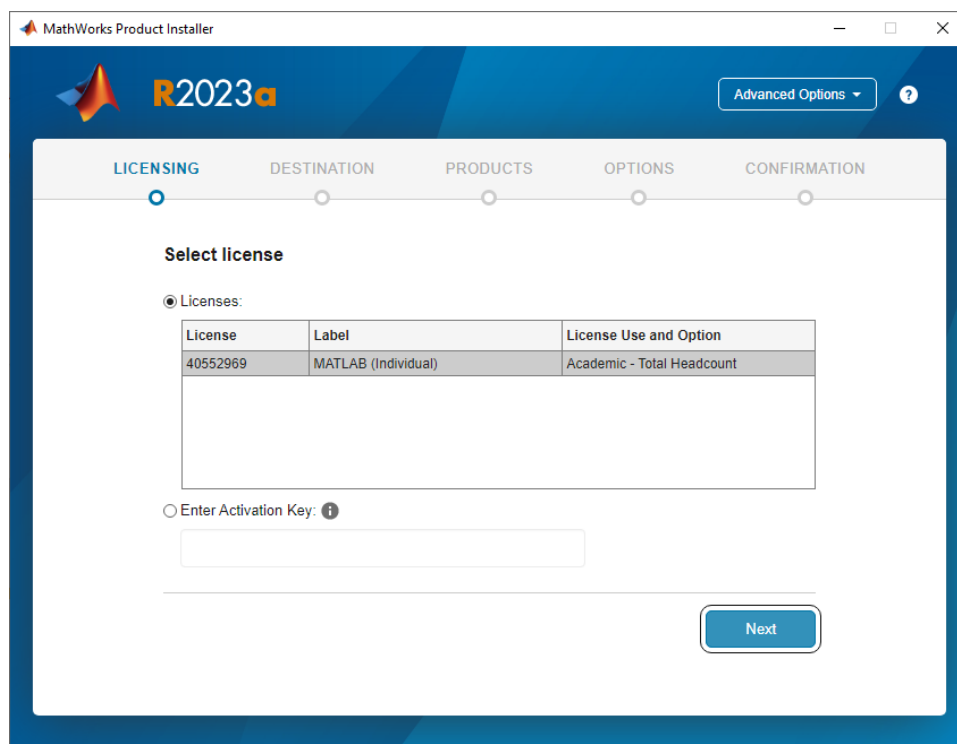 MathWorks Product Installer
R2023a
Advanced Options
?
LICENSING DESTINATION PRODUCTS OPTIONS CONFIRMATION
Select license
Licenses:
License Label License Use and Option
40552969 MATLAB (Individual) Academic - Total Headcount
Enter Activation Key: i
Next